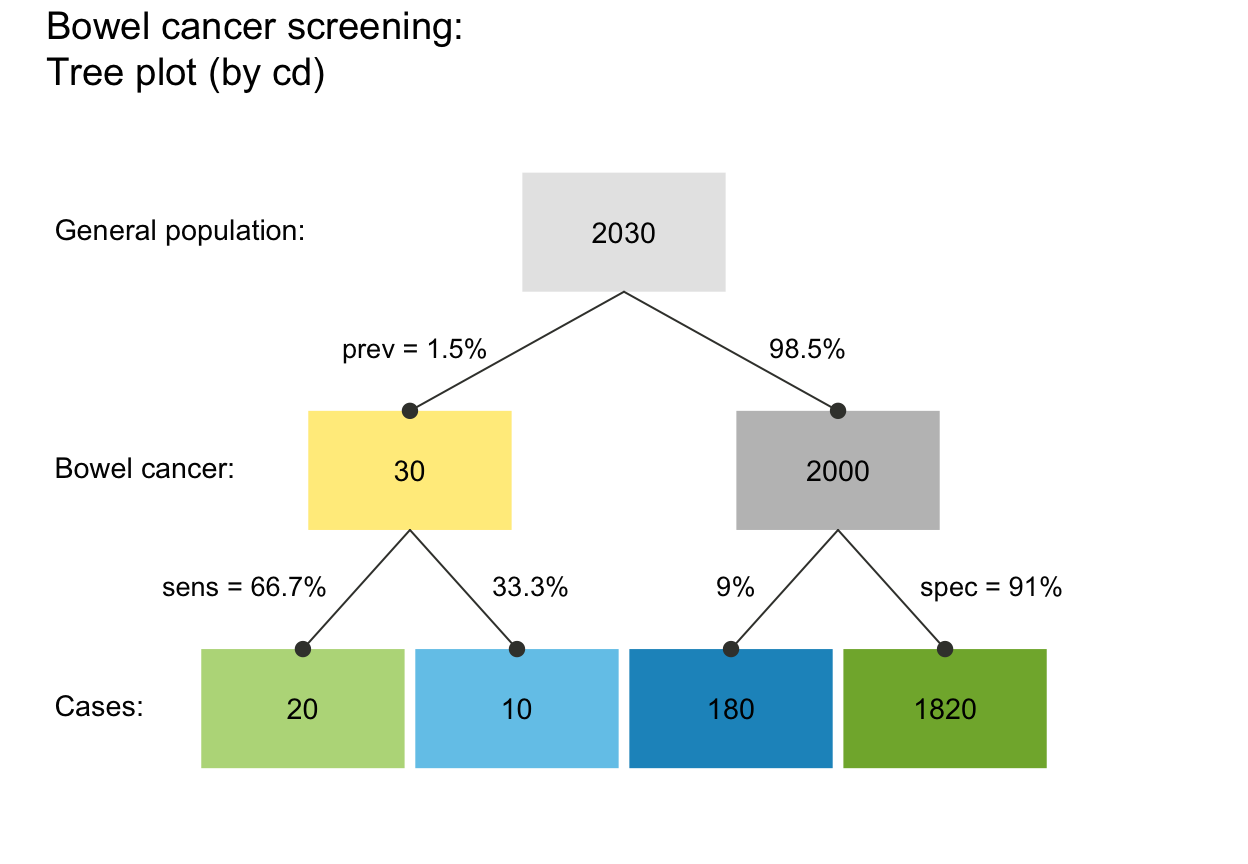 Bowel cancer screening:
Tree plot (by cd)
General population:
2030
prev = 1.5%
98.5%
Bowel cancer:
30
2000
sens = 66.7%
33.3%
9%
spec = 91%
Cases:
20
10
180
1820